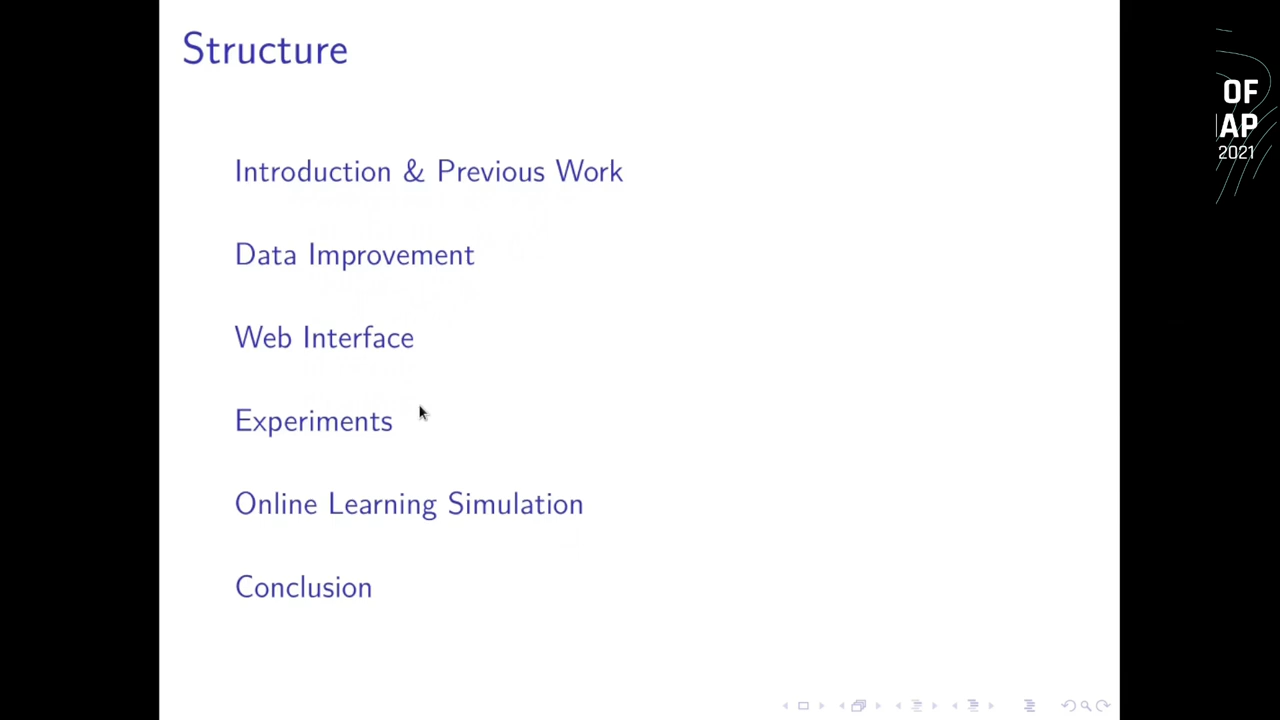 Structure
Introduction & Previous Work
Data Improvement
Web Interface
Experiments
Online Learning Simulation
Conclusion
OF
AP
2021